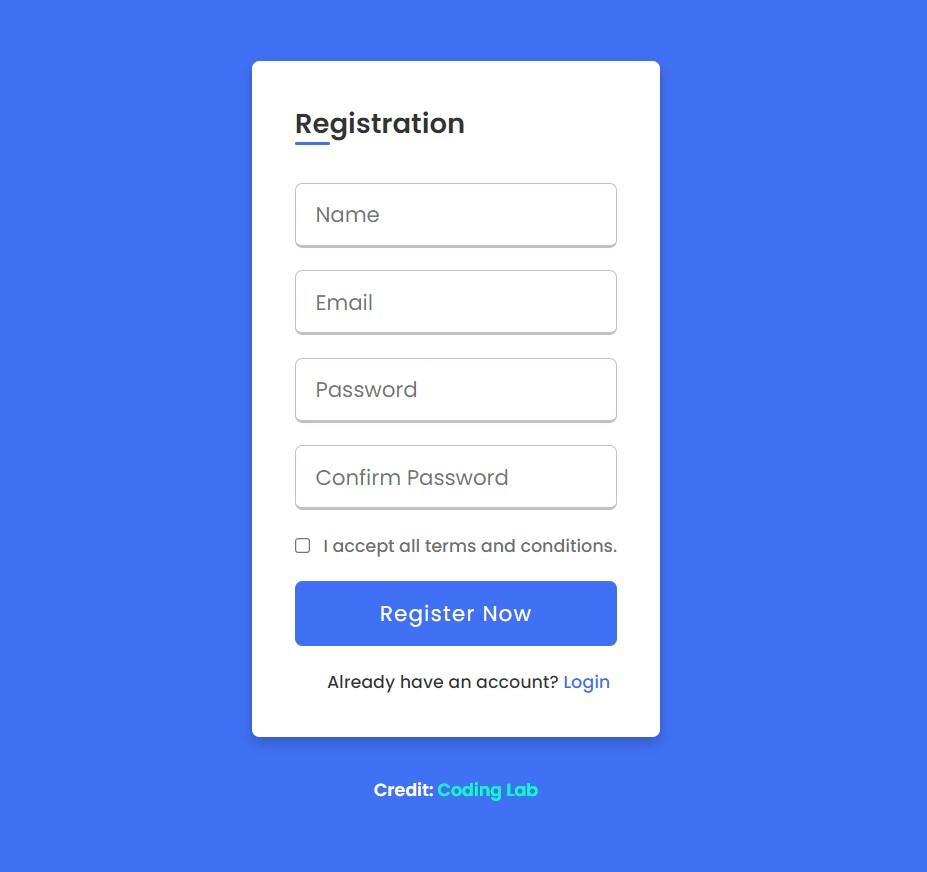 Registration
Name
Email
Password
Confirm Password
I accept all terms and conditions.
Register Now
Already have an account? Login
Credit: Coding Lab